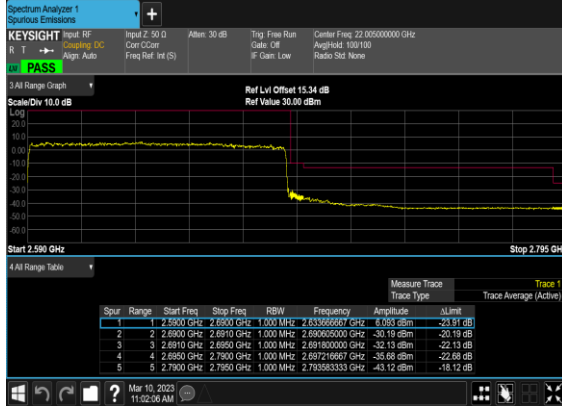 Spectrum Analyzer 1
Spurious Emissions
+
KEYSIGHT Input: RF Input Z: 50 Ω Atten: 30 dB Trig: Free Run Center Freq: 22.005000000 GHz
R T Coupling: DC Corr CCorr Gate: Off Avg|Hold: 100/100
Align: Auto Freq Ref: Int (S) IF Gain: Low Radio Std: None
PASS
3 All Range Graph
Ref Lvl Offset 15.34 dB
Scale/Div 10.0 dB Ref Value 30.00 dBm
Log
20.0
10.0
0.00
-10.0
-20.0
-30.0
-40.0
-50.0
-60.0
Start 2.590 GHz Stop 2.795 GH
4 All Range Table
Measure Trace Trace 1
Trace Type Trace Average (Active)
Spur Range Start Freq Stop Freq RBW Frequency Amplitude ΔLimit
1 1 2.5900 GHz 2.6900 GHz 1.000 MHz 2.633666667 GHz 6.093 dBm -23.91 dB
2 2 2.6900 GHz 2.6910 GHz 1.000 MHz 2.690605000 GHz -30.19 dBm -20.19 dB
3 3 2.6910 GHz 2.6950 GHz 1.000 MHz 2.691800000 GHz -32.13 dBm -22.13 dB
4 4 2.6950 GHz 2.7900 GHz 1.000 MHz 2.697216667 GHz -35.68 dBm -22.68 dB
5 5 2.7900 GHz 2.7950 GHz 1.000 MHz 2.793583333 GHz -43.12 dBm -18.12 dB
? Mar 10, 2023
11:02:06 AM